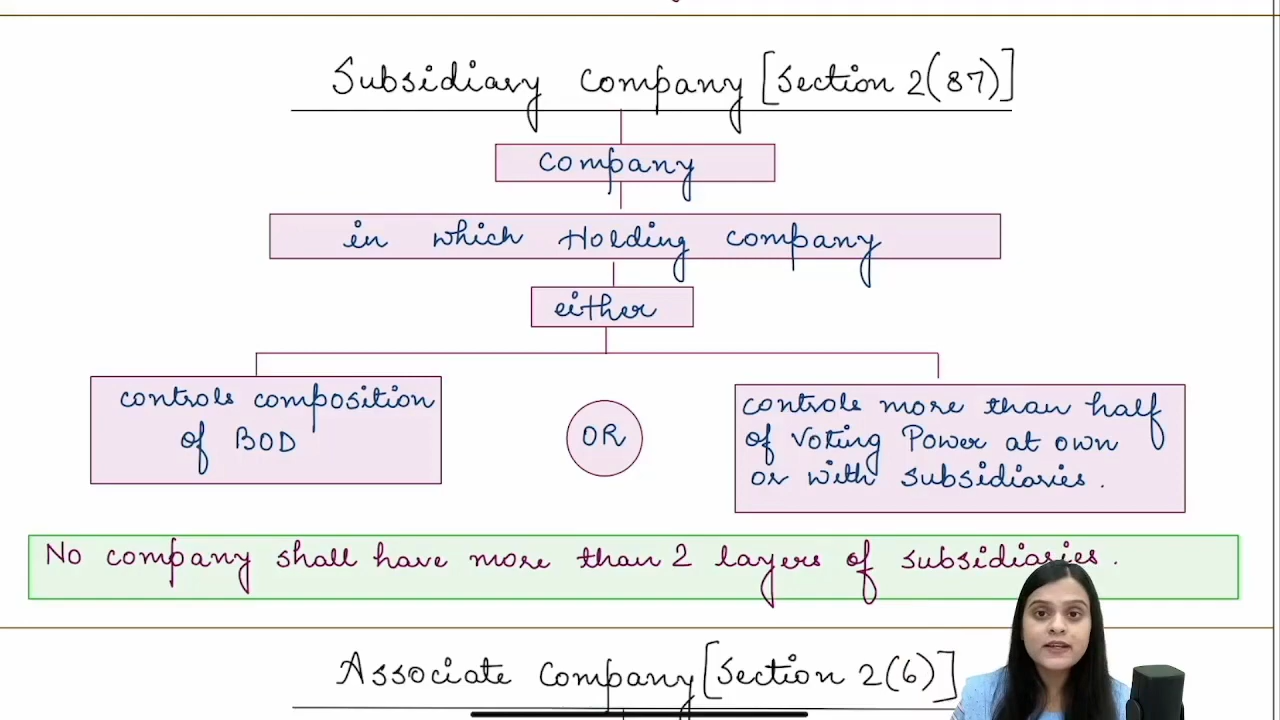 Subsidiary Company [Section 2(87)]
Company
in which Holding company
either
controls composition
of BOD
OR
controls more than half
of Voting Power at own
or with subsidiaries.
No company shall have more than 2 layers of subsidiaries.
Associate Company [Section 2(6)]